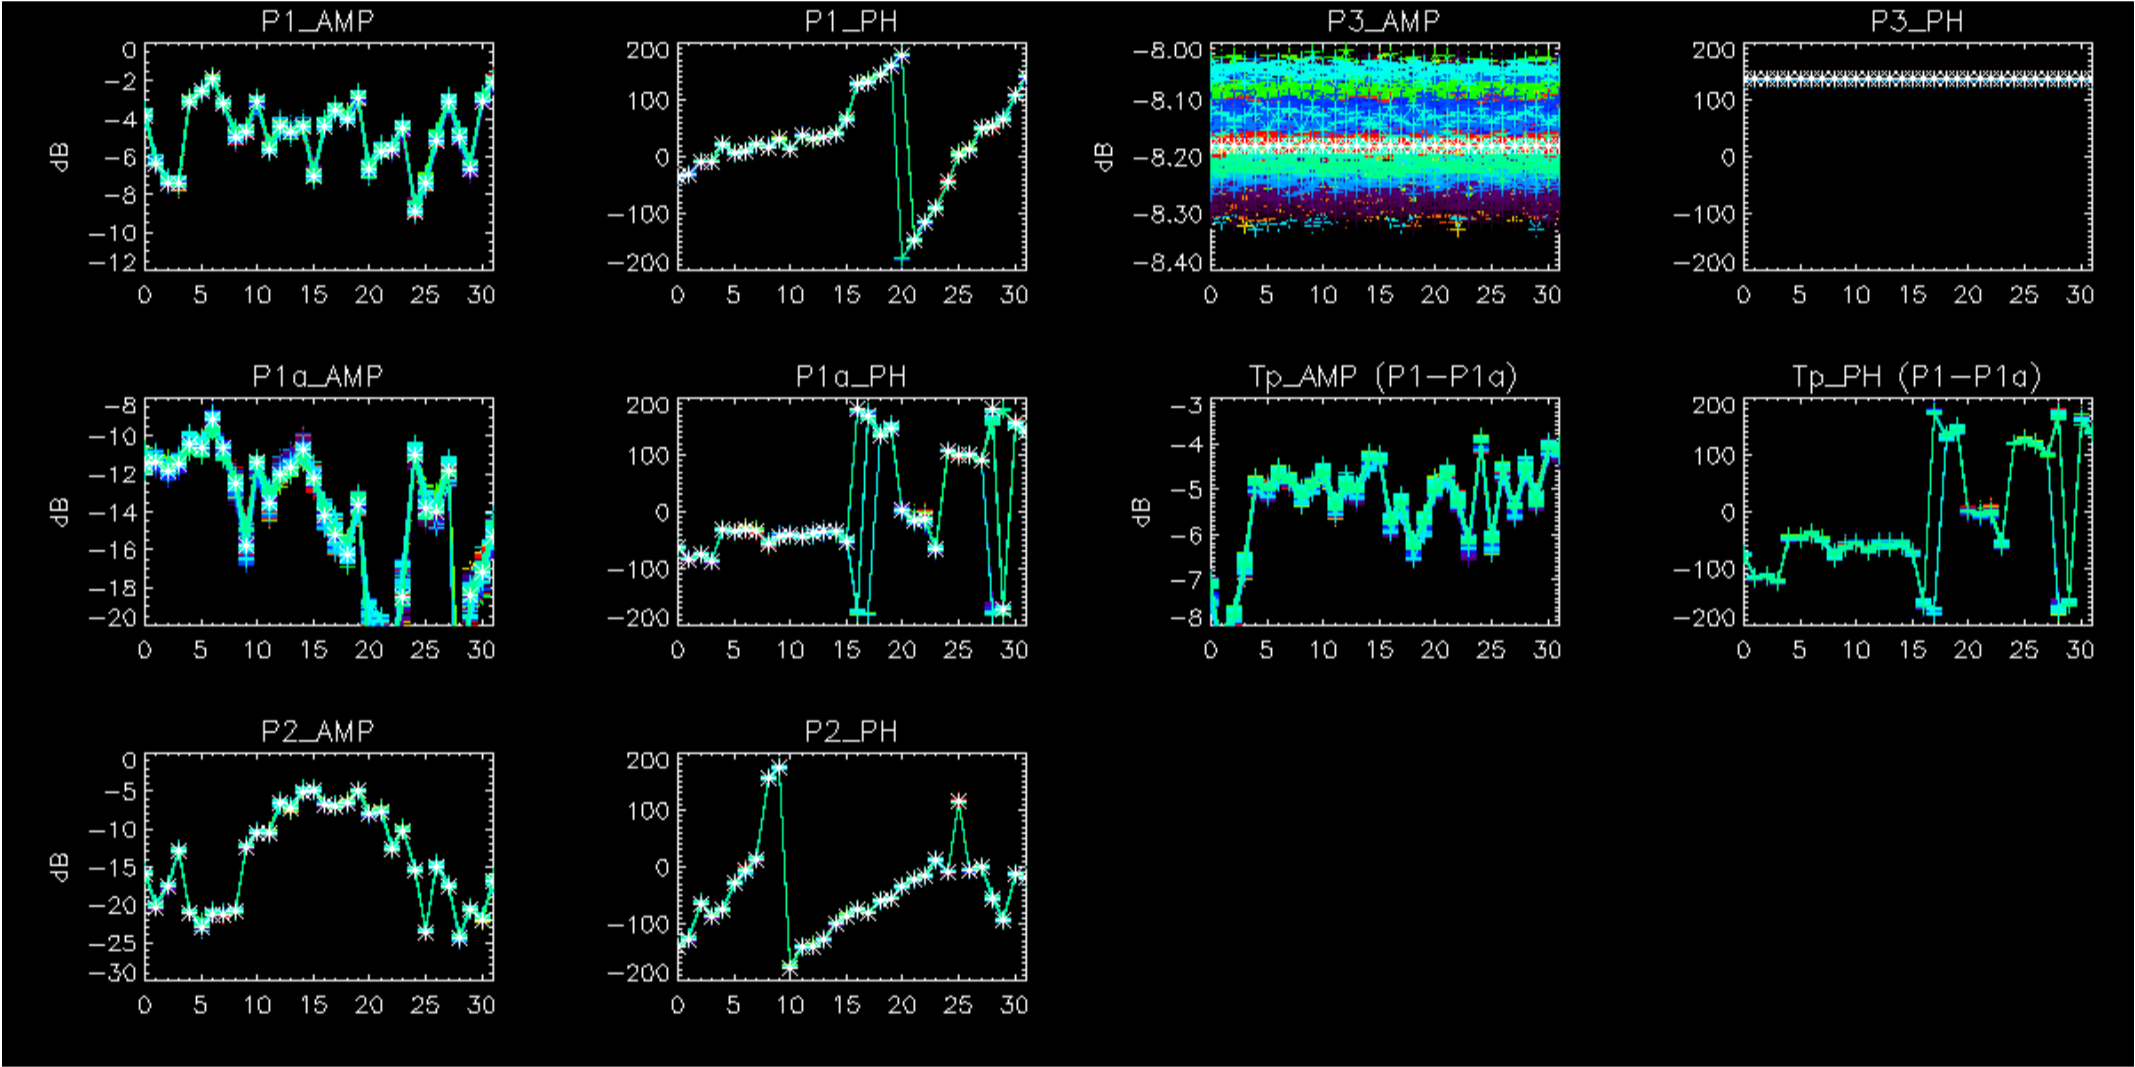 P1_AMP
0
-2
-4
-6
-8
-10
-12
dB
0 5 10 15 20 25 30
P1_PH
200
100
0
-100
-200
0 5 10 15 20 25 30
P3_AMP
-8.00
-8.10
-8.20
-8.30
-8.40
dB
0 5 10 15 20 25 30
P3_PH
200
100
0
-100
-200
0 5 10 15 20 25 30
P1a_AMP
-8
-10
-12
-14
-16
-18
-20
dB
0 5 10 15 20 25 30
P1a_PH
200
100
0
-100
-200
0 5 10 15 20 25 30
Tp_AMP (P1-P1a)
-3
-4
-5
-6
-7
-8
dB
0 5 10 15 20 25 30
Tp_PH (P1-P1a)
200
100
0
-100
-200
0 5 10 15 20 25 30
P2_AMP
0
-5
-10
-15
-20
-25
-30
dB
0 5 10 15 20 25 30
P2_PH
200
100
0
-100
-200
0 5 10 15 20 25 30